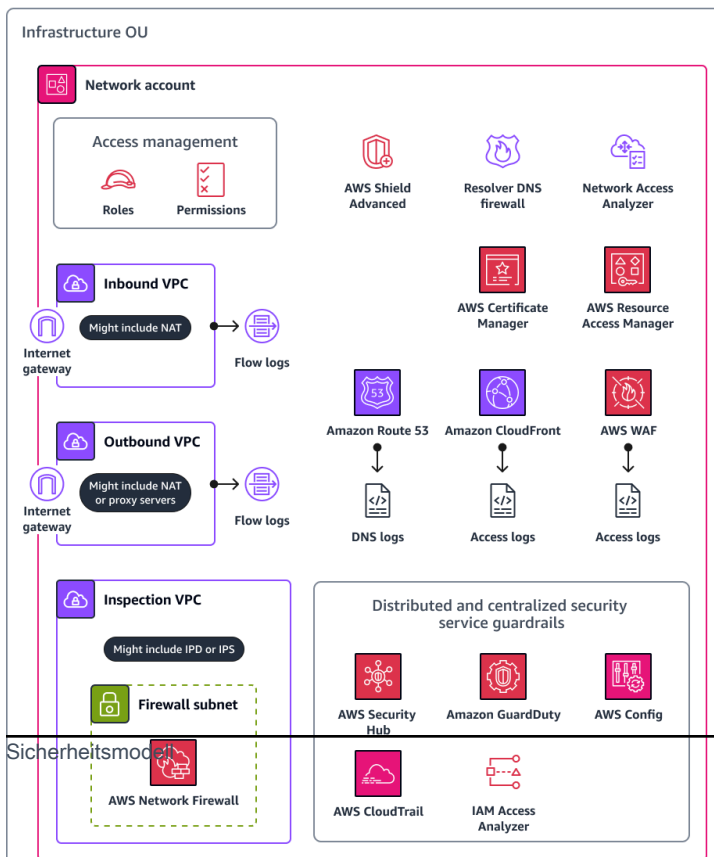 Infrastructure OU
Network account
Access management
Roles
Permissions
AWS Shield
Advanced
Resolver DNS
firewall
Network Access
Analyzer
AWS Certificate
Manager
AWS Resource
Access Manager
Inbound VPC
Might include NAT
Internet
gateway
Flow logs
53
Amazon Route 53
Amazon CloudFront
AWS WAF
Outbound VPC
Might include NAT
or proxy servers
Internet
gateway
Flow logs
DNS logs
Access logs
Access logs
Inspection VPC
Might include IPD or IPS
Firewall subnet
AWS Network Firewall
Distributed and centralized security
service guardrails
AWS Security
Hub
Amazon GuardDuty
AWS Config
Sicherheitsmodell
AWS CloudTrail
IAM Access
Analyzer